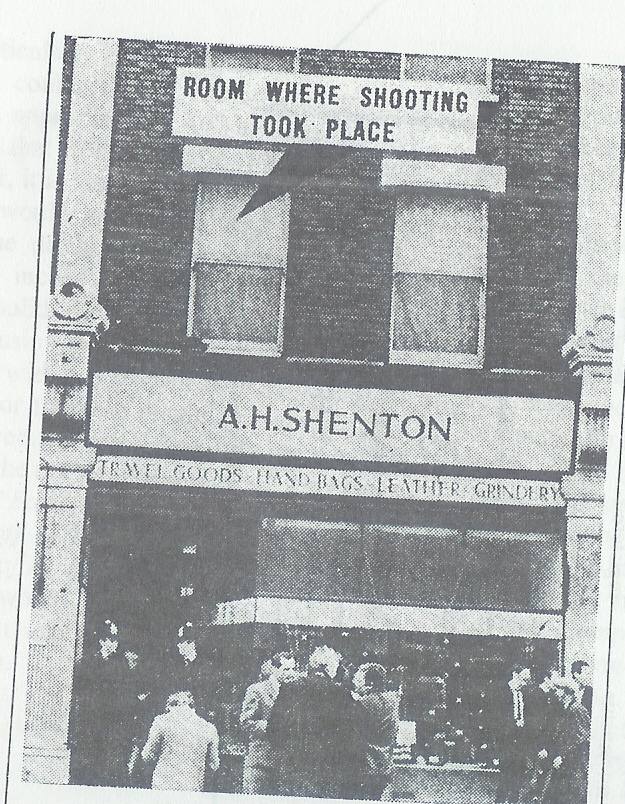 ROOM WHERE SHOOTING
TOOK PLACE
A.H.SHENTON
TRAVEL GOODS · HAND BAGS · LEATHER · GRINDERY